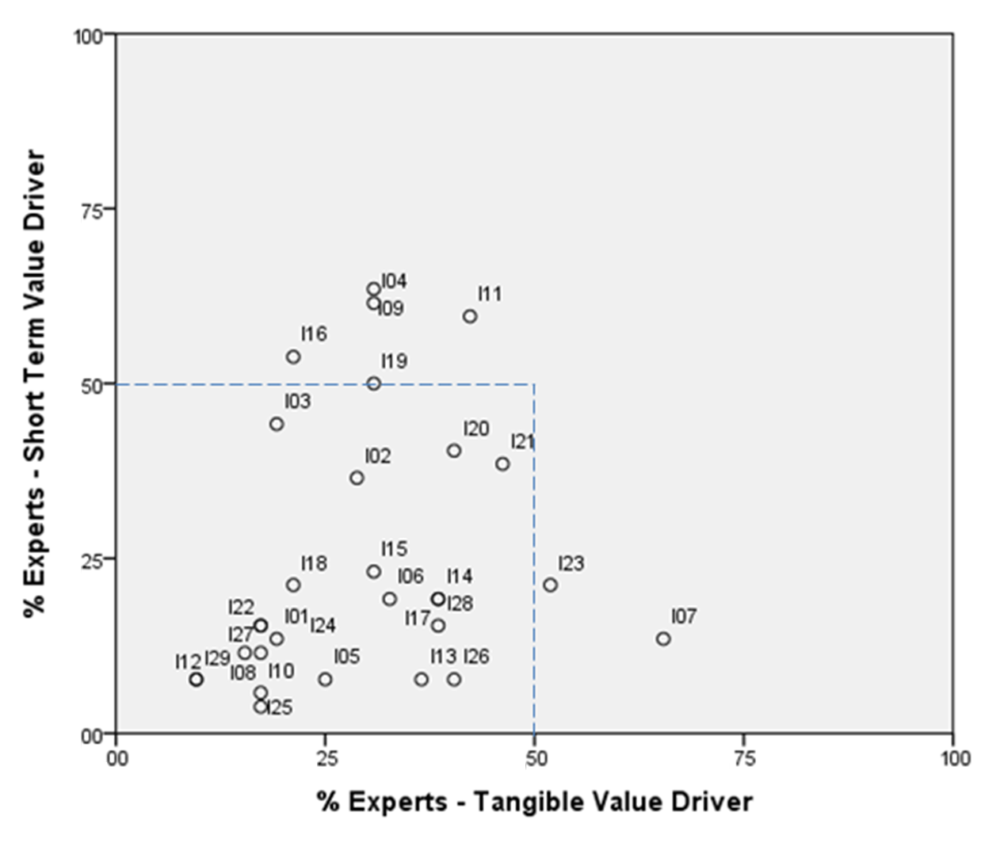 100
75
50
25
00
% Experts - Short Term Value Driver
I04
I11
I09
I16
I19
I03
I20
I21
I02
I15
I18
I23
I06
I14
I28
I22
I01
I17
I07
I24
I27
I12
I29
I05
I13
I26
I08
I10
I25
00
25
50
75
100
% Experts - Tangible Value Driver